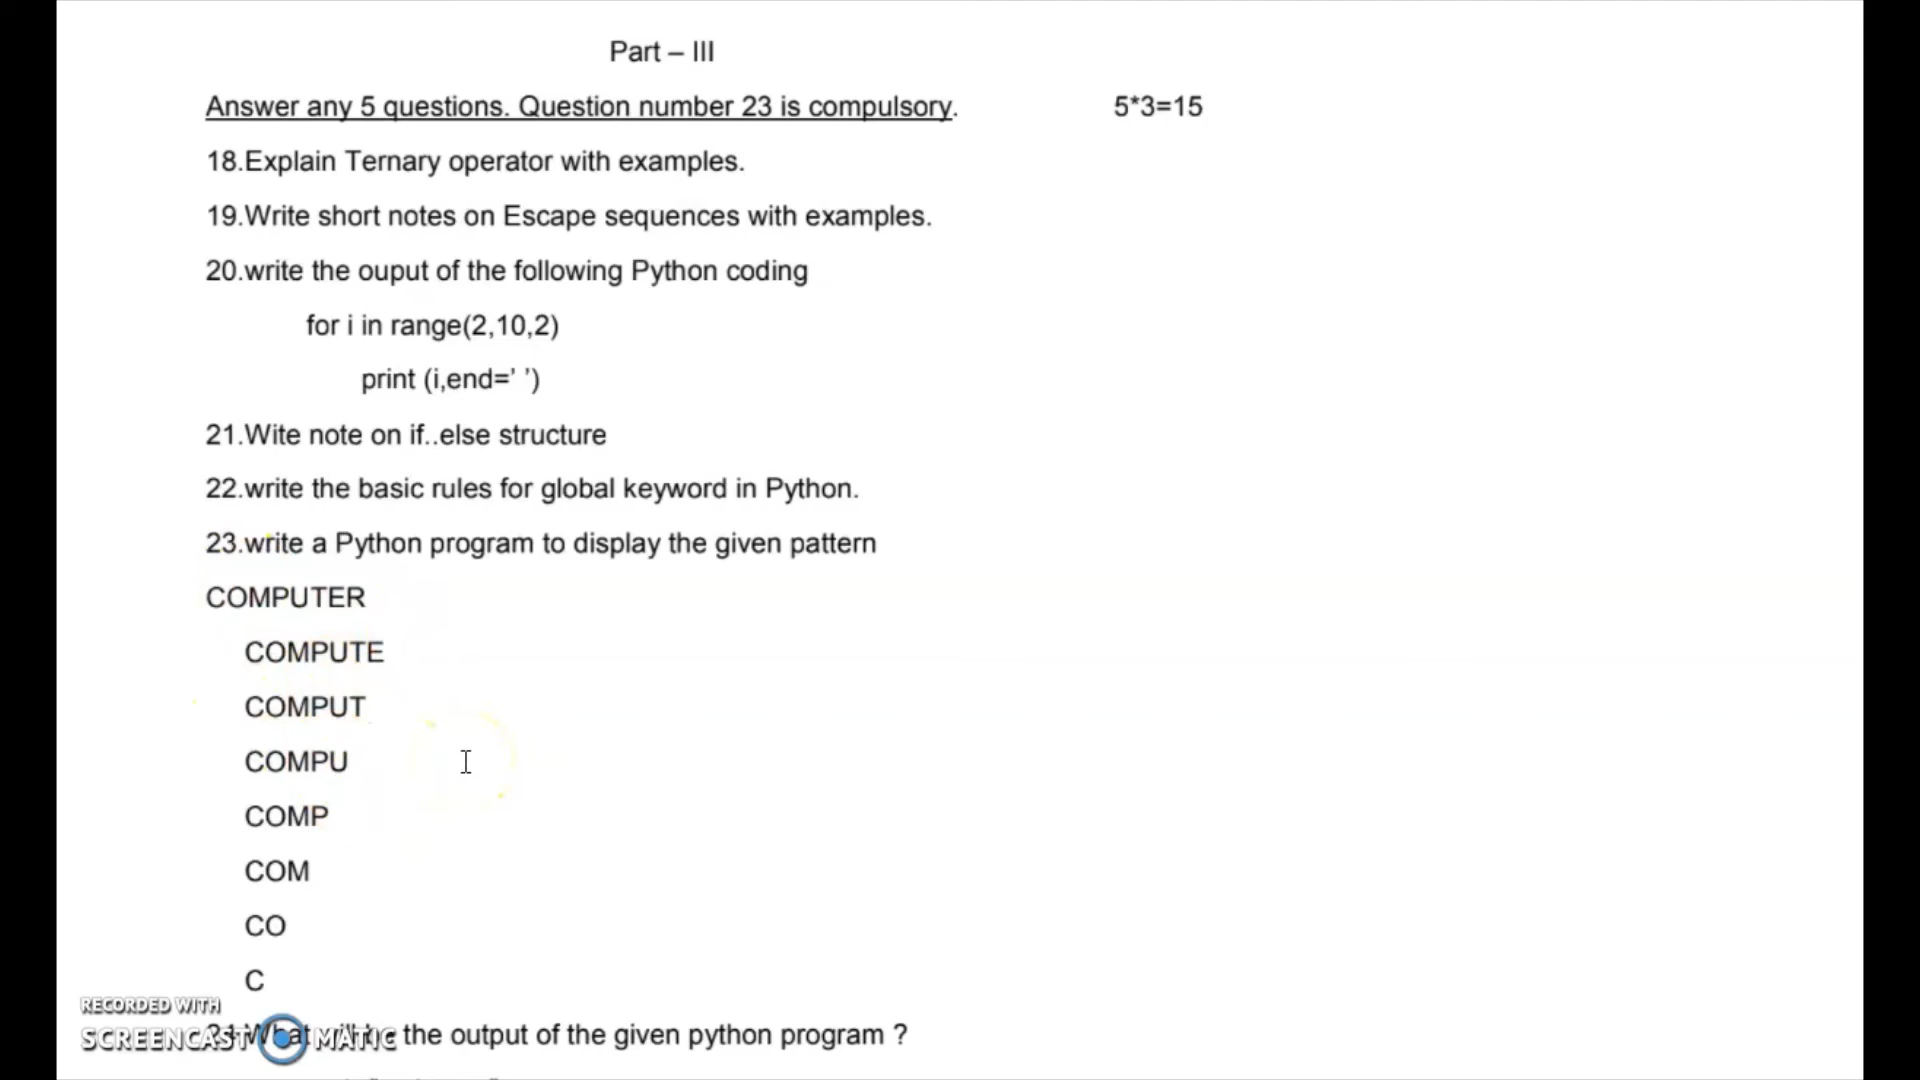 Part – III
Answer any 5 questions. Question number 23 is compulsory. 5*3=15
18.Explain Ternary operator with examples.
19.Write short notes on Escape sequences with examples.
20.write the ouput of the following Python coding
for i in range(2,10,2)
print (i,end=’ ’)
21.Wite note on if..else structure
22.write the basic rules for global keyword in Python.
23.write a Python program to display the given pattern
COMPUTER
COMPUTE
COMPUT
COMPU
COMP
COM
CO
C
RECORDED WITH
SCREENCAST MATIC
the output of the given python program ?